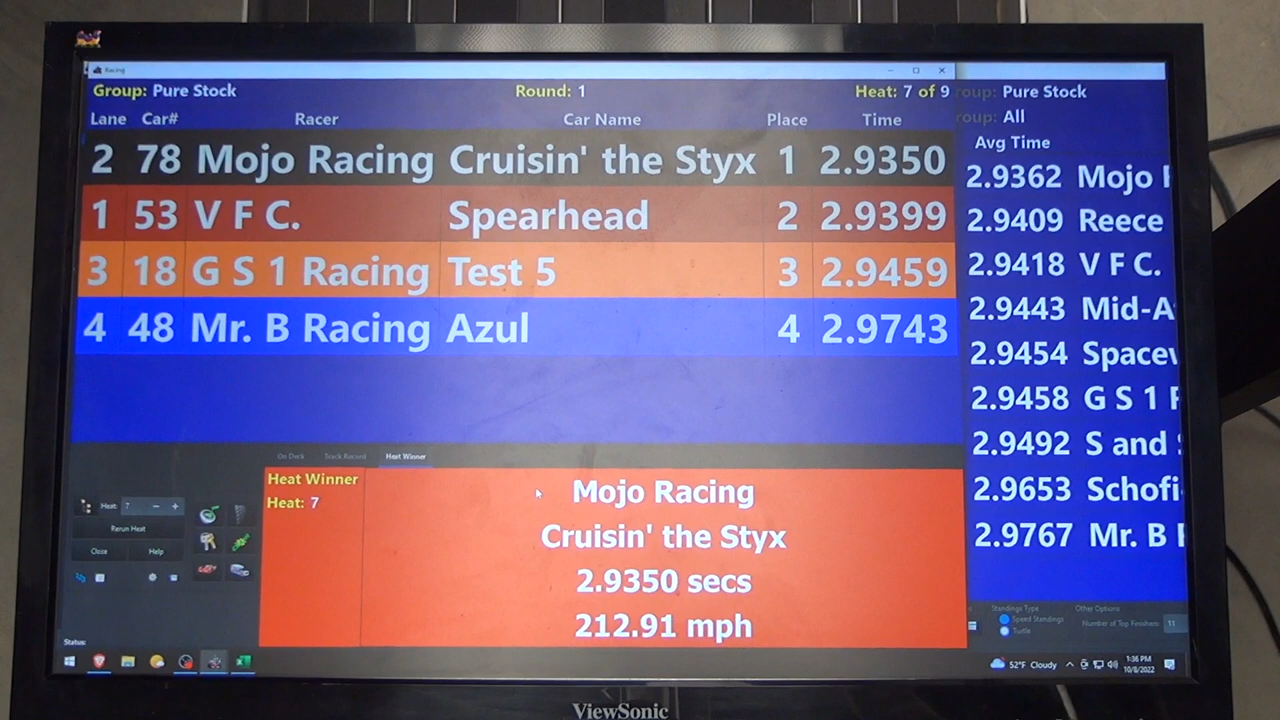 Racing
Group: Pure Stock Round: 1 Heat: 7 of 9
Lane Car# Racer Car Name Place Time
2 78 Mojo Racing Cruisin' the Styx 1 2.9350
1 53 V F C. Spearhead 2 2.9399
3 18 G S 1 Racing Test 5 3 2.9459
4 48 Mr. B Racing Azul 4 2.9743
oup: Pure Stock
roup: All
Avg Time
2.9362 Mojo
2.9409 Reece
2.9418 V F C.
2.9443 Mid-A
2.9454 Space
2.9458 G S 1
2.9492 S and
2.9653 Schofi
2.9767 Mr. B
On Deck Track Record Heat Winner
Heat Winner
Heat: 7
Mojo Racing
Cruisin' the Styx
2.9350 secs
212.91 mph
Heat: 7 − +
Rerun Heat
Close Help
Status:
Standings Type Other Options
Speed Standings Number of Top Finishers: 11
Turtle
52°F Cloudy 1:36 PM
10/8/2022
ViewSonic